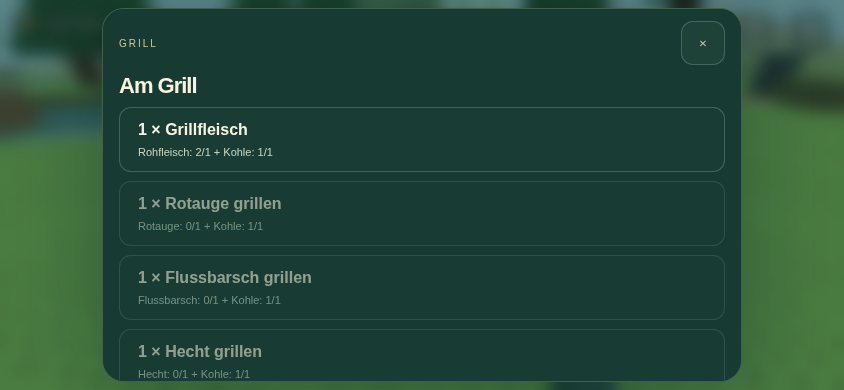 GRILL
×
Am Grill
1 × Grillfleisch
Rohfleisch: 2/1 + Kohle: 1/1
1 × Rotauge grillen
Rotauge: 0/1 + Kohle: 1/1
1 × Flussbarsch grillen
Flussbarsch: 0/1 + Kohle: 1/1
1 × Hecht grillen
Hecht: 0/1 + Kohle: 1/1